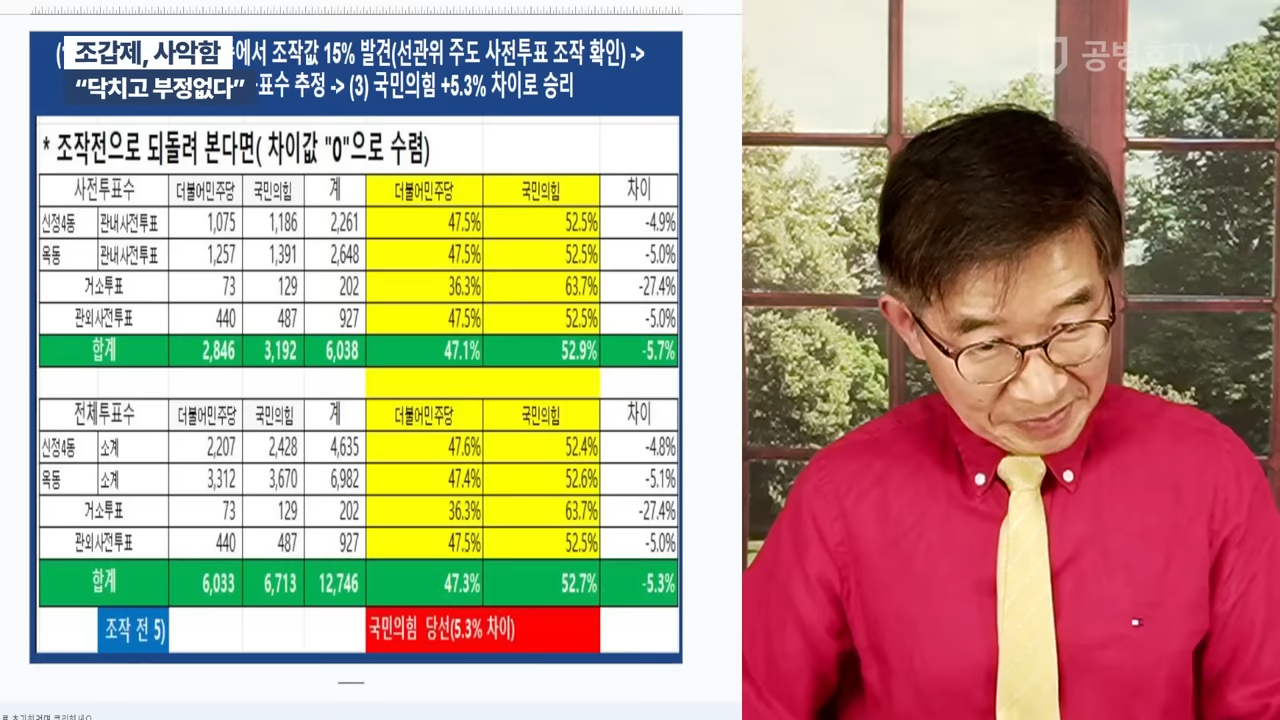 조갑제, 사악함
“닥치고 부정없다”
에서 조작값 15% 발견(선관위 주도 사전투표 조작 확인) ->
표수 추정 -> (3) 국민의힘 +5.3% 차이로 승리
공병호TV
* 조작전으로 되돌려 본다면( 차이값 "0"으로 수렴)
사전투표수 더불어민주당 국민의힘 계 더불어민주당 국민의힘 차이
신정4동 관내사전투표 1,075 1,186 2,261 47.5% 52.5% -4.9%
옥동 관내사전투표 1,257 1,391 2,648 47.5% 52.5% -5.0%
거소투표 73 129 202 36.3% 63.7% -27.4%
관외사전투표 440 487 927 47.5% 52.5% -5.0%
합계 2,846 3,192 6,038 47.1% 52.9% -5.7%
전체투표수 더불어민주당 국민의힘 계 더불어민주당 국민의힘 차이
신정4동 소계 2,207 2,428 4,635 47.6% 52.4% -4.8%
옥동 소계 3,312 3,670 6,982 47.4% 52.6% -5.1%
거소투표 73 129 202 36.3% 63.7% -27.4%
관외사전투표 440 487 927 47.5% 52.5% -5.0%
합계 6,033 6,713 12,746 47.3% 52.7% -5.3%
조작 전 5) 국민의힘 당선(5.3% 차이)